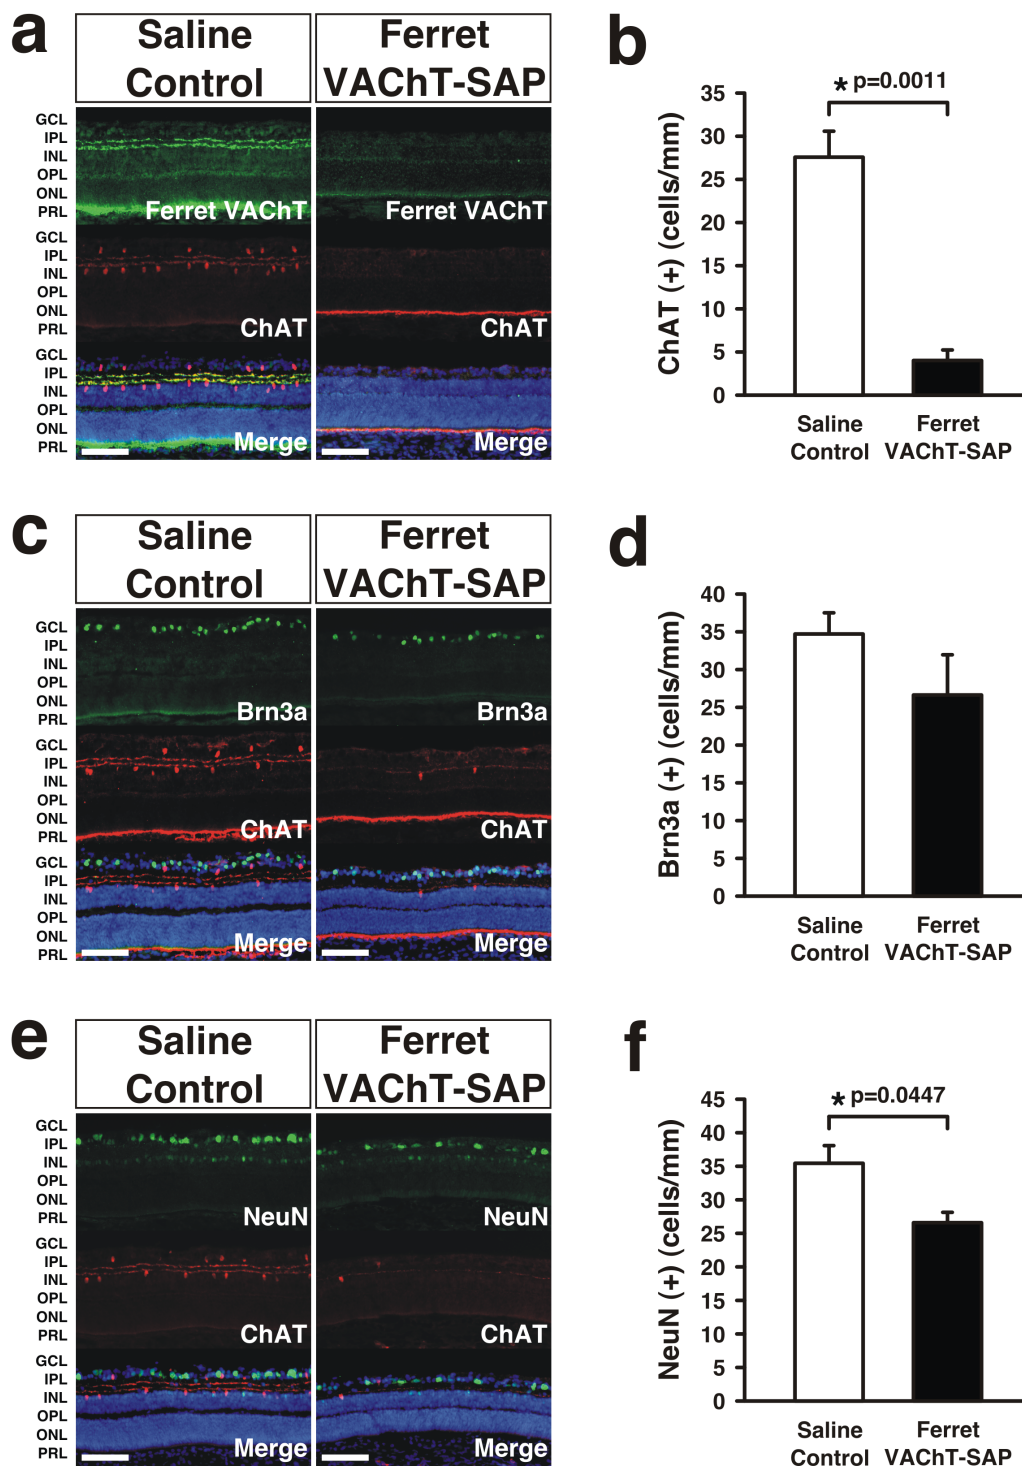 a
Saline
Control
Ferret
VAChT-SAP
GCL
IPL
INL
OPL
ONL
PRL
Ferret VAChT
Ferret VAChT
GCL
IPL
INL
OPL
ONL
PRL
ChAT
ChAT
GCL
IPL
INL
OPL
ONL
PRL
Merge
Merge
b
* p=0.0011
ChAT (+) (cells/mm)
35
30
25
20
15
10
5
0
Saline
Control
Ferret
VAChT-SAP
c
Saline
Control
Ferret
VAChT-SAP
GCL
IPL
INL
OPL
ONL
PRL
Brn3a
Brn3a
GCL
IPL
INL
OPL
ONL
PRL
ChAT
ChAT
GCL
IPL
INL
OPL
ONL
PRL
Merge
Merge
d
Brn3a (+) (cells/mm)
40
35
30
25
20
15
10
5
0
Saline
Control
Ferret
VAChT-SAP
e
Saline
Control
Ferret
VAChT-SAP
GCL
IPL
INL
OPL
ONL
PRL
NeuN
NeuN
GCL
IPL
INL
OPL
ONL
PRL
ChAT
ChAT
GCL
IPL
INL
OPL
ONL
PRL
Merge
Merge
f
* p=0.0447
NeuN (+) (cells/mm)
45
40
35
30
25
20
15
10
5
0
Saline
Control
Ferret
VAChT-SAP